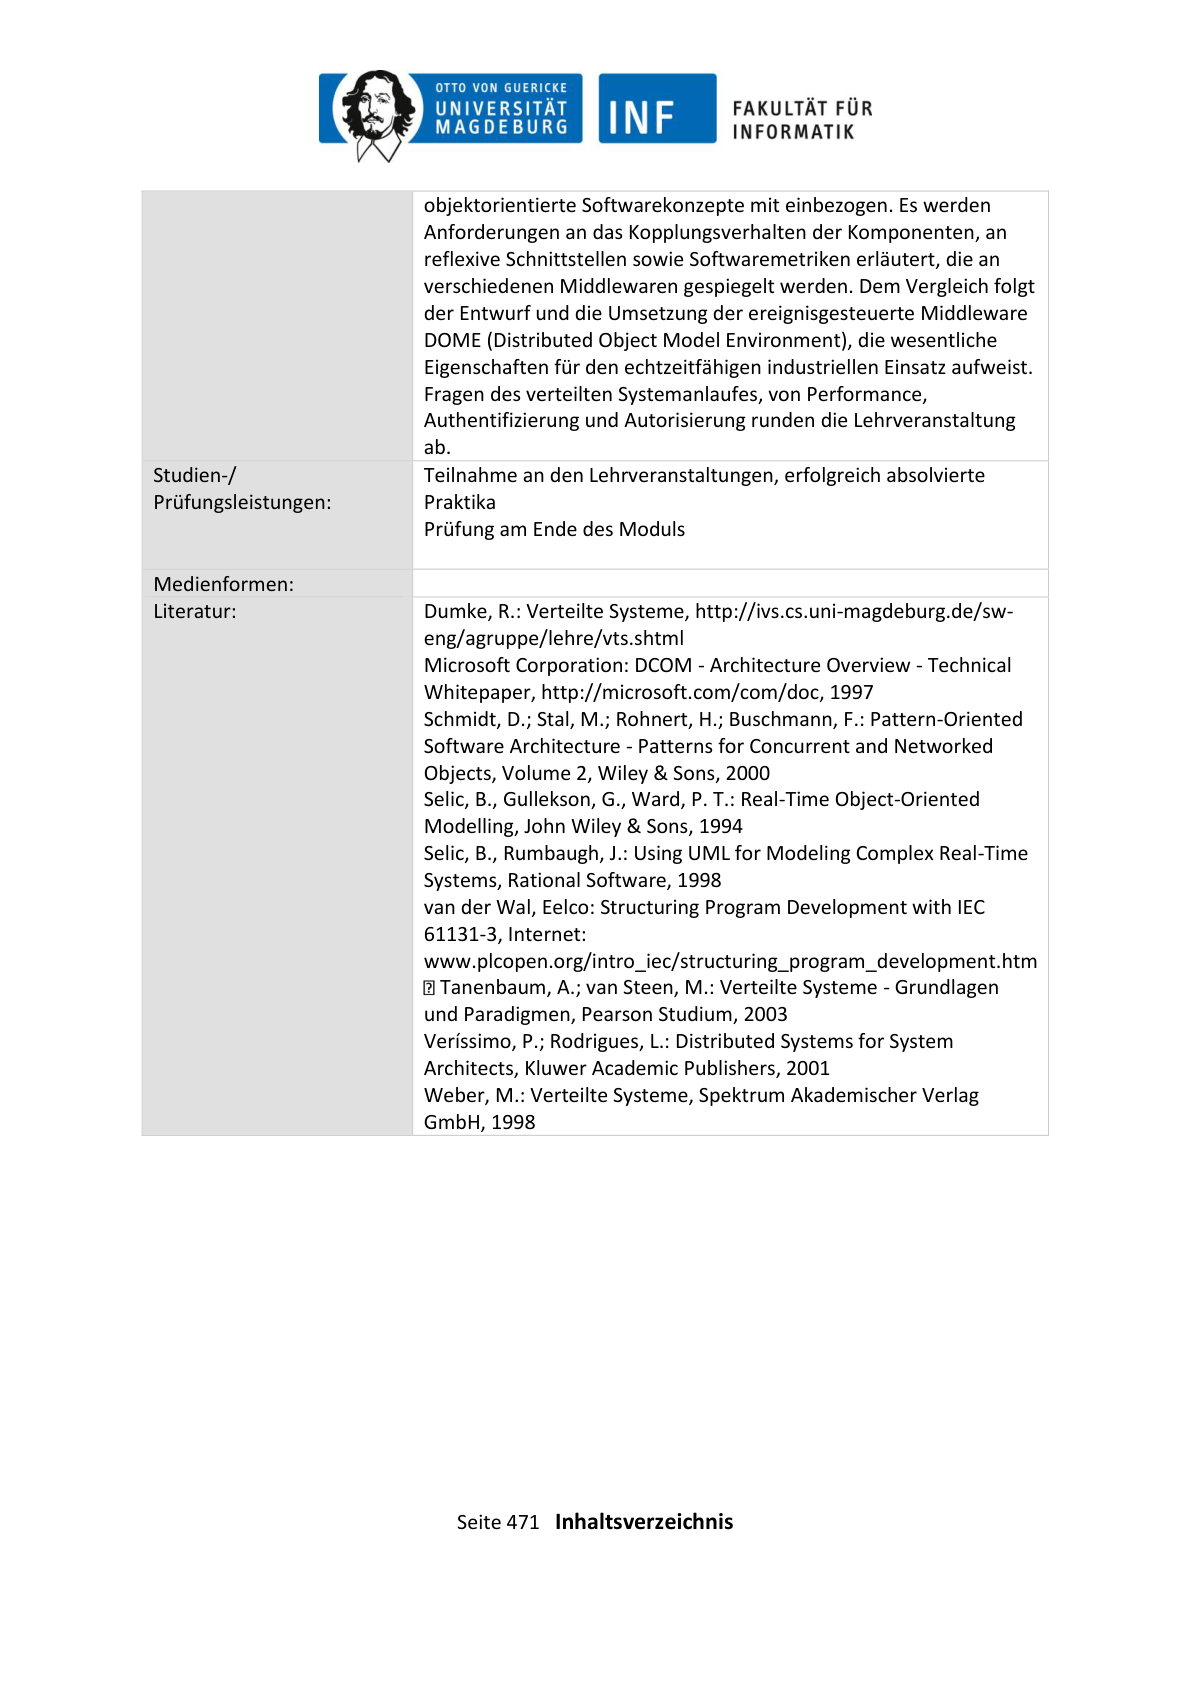 OTTO VON GUERICKE
UNIVERSITÄT
MAGDEBURG
INF
FAKULTÄT FÜR
INFORMATIK
objektorientierte Softwarekonzepte mit einbezogen. Es werden
Anforderungen an das Kopplungsverhalten der Komponenten, an
reflexive Schnittstellen sowie Softwaremetriken erläutert, die an
verschiedenen Middlewaren gespiegelt werden. Dem Vergleich folgt
der Entwurf und die Umsetzung der ereignisgesteuerte Middleware
DOME (Distributed Object Model Environment), die wesentliche
Eigenschaften für den echtzeitfähigen industriellen Einsatz aufweist.
Fragen des verteilten Systemanlaufes, von Performance,
Authentifizierung und Autorisierung runden die Lehrveranstaltung
ab.
Studien-/
Prüfungsleistungen:
Teilnahme an den Lehrveranstaltungen, erfolgreich absolvierte
Praktika
Prüfung am Ende des Moduls
Medienformen:
Literatur:
Dumke, R.: Verteilte Systeme, http://ivs.cs.uni-magdeburg.de/sw-
eng/agruppe/lehre/vts.shtml
Microsoft Corporation: DCOM - Architecture Overview - Technical
Whitepaper, http://microsoft.com/com/doc, 1997
Schmidt, D.; Stal, M.; Rohnert, H.; Buschmann, F.: Pattern-Oriented
Software Architecture - Patterns for Concurrent and Networked
Objects, Volume 2, Wiley & Sons, 2000
Selic, B., Gullekson, G., Ward, P. T.: Real-Time Object-Oriented
Modelling, John Wiley & Sons, 1994
Selic, B., Rumbaugh, J.: Using UML for Modeling Complex Real-Time
Systems, Rational Software, 1998
van der Wal, Eelco: Structuring Program Development with IEC
61131-3, Internet:
www.plcopen.org/intro_iec/structuring_program_development.htm
⍰ Tanenbaum, A.; van Steen, M.: Verteilte Systeme - Grundlagen
und Paradigmen, Pearson Studium, 2003
Veríssimo, P.; Rodrigues, L.: Distributed Systems for System
Architects, Kluwer Academic Publishers, 2001
Weber, M.: Verteilte Systeme, Spektrum Akademischer Verlag
GmbH, 1998
Seite 471 Inhaltsverzeichnis